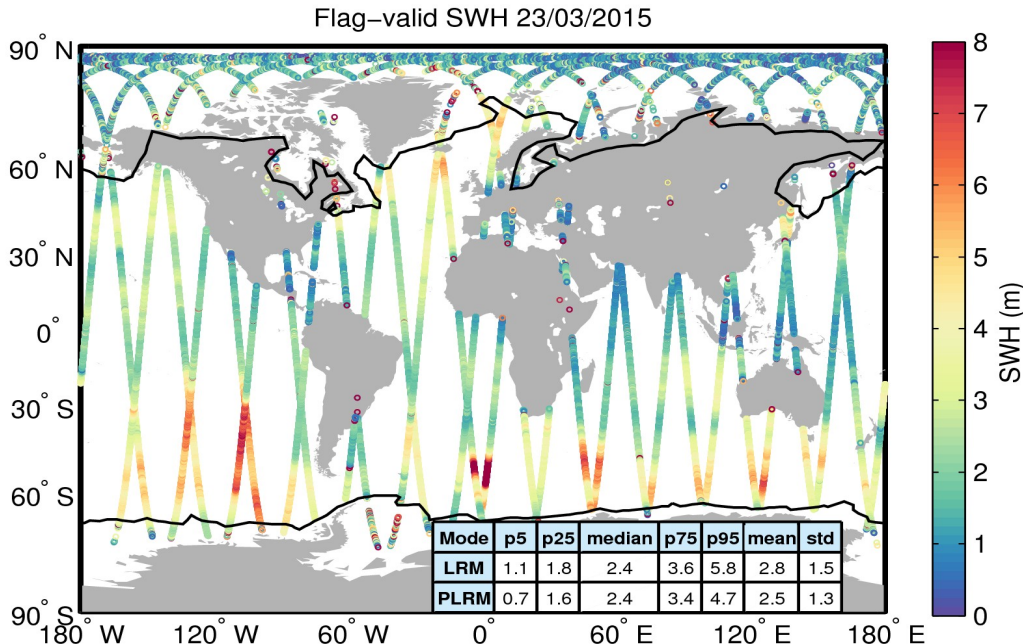 Flag−valid SWH 23/03/2015
90° N
60° N
30° N
0°
30° S
60° S
90° S
180° W
120° W
60° W
0°
60° E
120° E
180° E
Mode p5 p25 median p75 p95 mean std
LRM 1.1 1.8 2.4 3.6 5.8 2.8 1.5
PLRM 0.7 1.6 2.4 3.4 4.7 2.5 1.3
8
7
6
5
4
3
2
1
0
SWH (m)